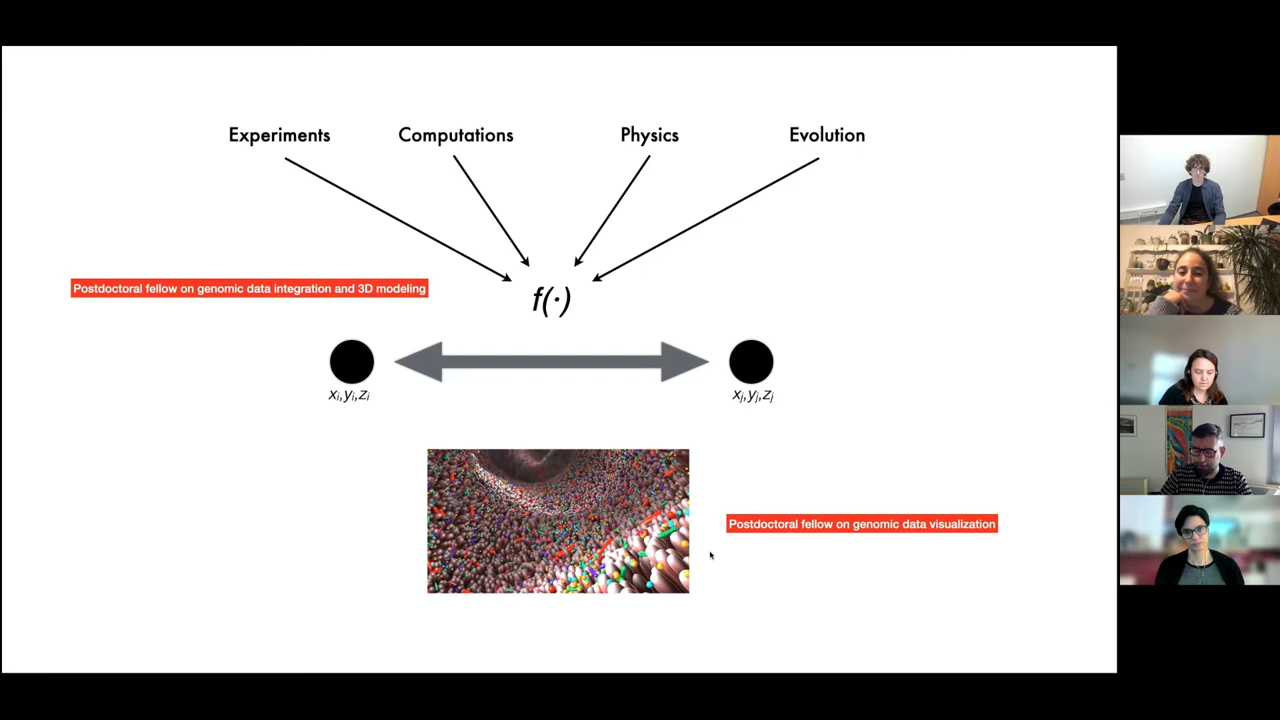 Experiments
Computations
Physics
Evolution
Postdoctoral fellow on genomic data integration and 3D modeling
f(·)
xᵢ,yᵢ,zᵢ
xⱼ,yⱼ,zⱼ
Postdoctoral fellow on genomic data visualization